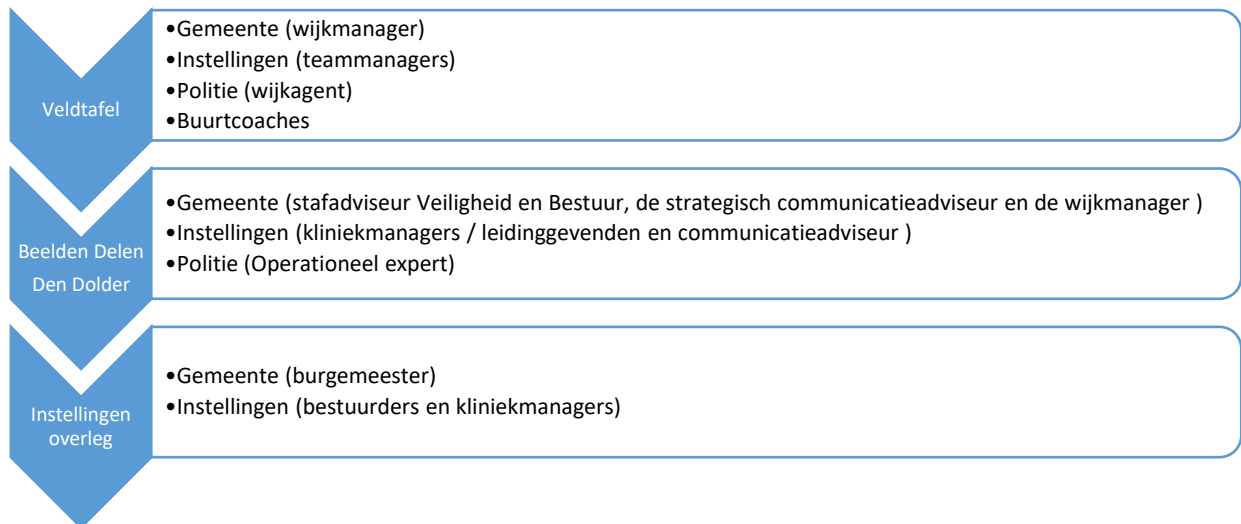 Veldtafel
•Gemeente (wijkmanager)
•Instellingen (teammanagers)
•Politie (wijkagent)
•Buurtcoaches
Beelden Delen
Den Dolder
•Gemeente (stafadviseur Veiligheid en Bestuur, de strategisch communicatieadviseur en de wijkmanager )
•Instellingen (kliniekmanagers / leidinggevenden en communicatieadviseur )
•Politie (Operationeel expert)
Instellingen
overleg
•Gemeente (burgemeester)
•Instellingen (bestuurders en kliniekmanagers)